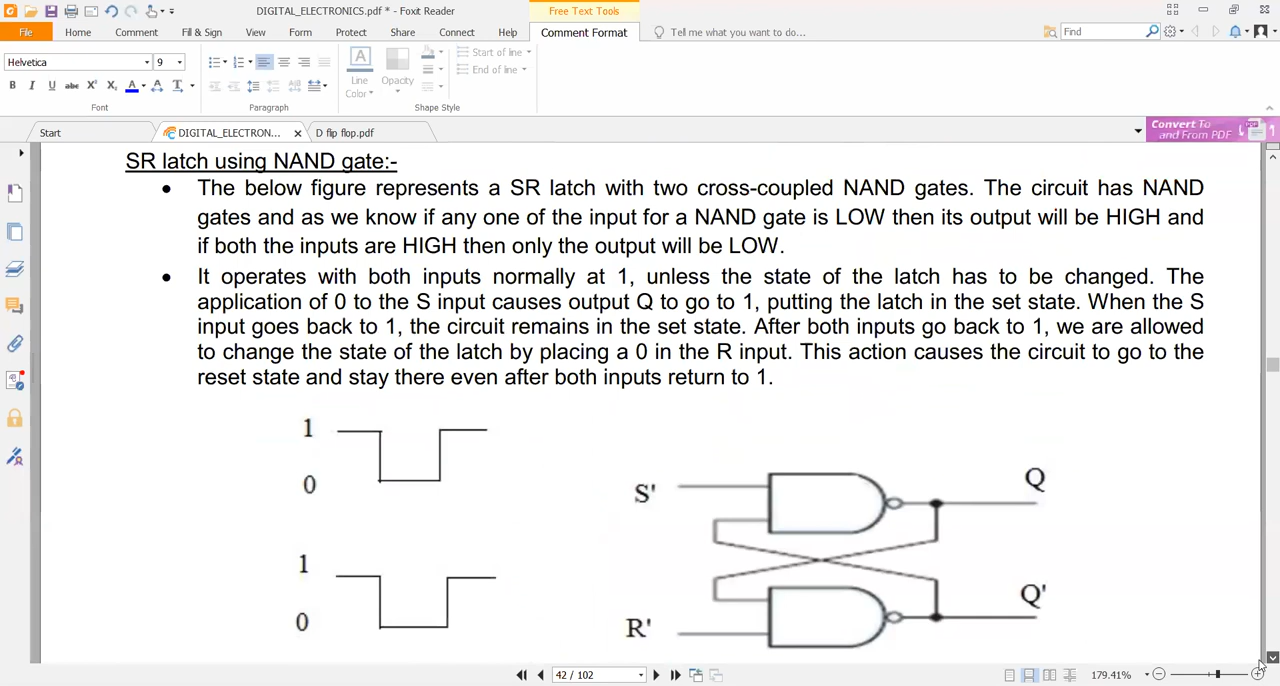 DIGITAL_ELECTRONICS.pdf * - Foxit Reader
Free Text Tools
File Home Comment Fill & Sign View Form Protect Share Connect Help Comment Format Tell me what you want to do... Find
Helvetica 9 Start of line
End of line
B I U abc X² X₂ A A T
Line Color Opacity
Font Paragraph Shape Style
Start DIGITAL_ELECTRON... D flip flop.pdf
Convert To and From PDF
SR latch using NAND gate:-
• The below figure represents a SR latch with two cross-coupled NAND gates. The circuit has NAND
gates and as we know if any one of the input for a NAND gate is LOW then its output will be HIGH and
if both the inputs are HIGH then only the output will be LOW.
• It operates with both inputs normally at 1, unless the state of the latch has to be changed. The
application of 0 to the S input causes output Q to go to 1, putting the latch in the set state. When the S
input goes back to 1, the circuit remains in the set state. After both inputs go back to 1, we are allowed
to change the state of the latch by placing a 0 in the R input. This action causes the circuit to go to the
reset state and stay there even after both inputs return to 1.
1
0
S' Q
1
0
R' Q'
42 / 102 179.41%